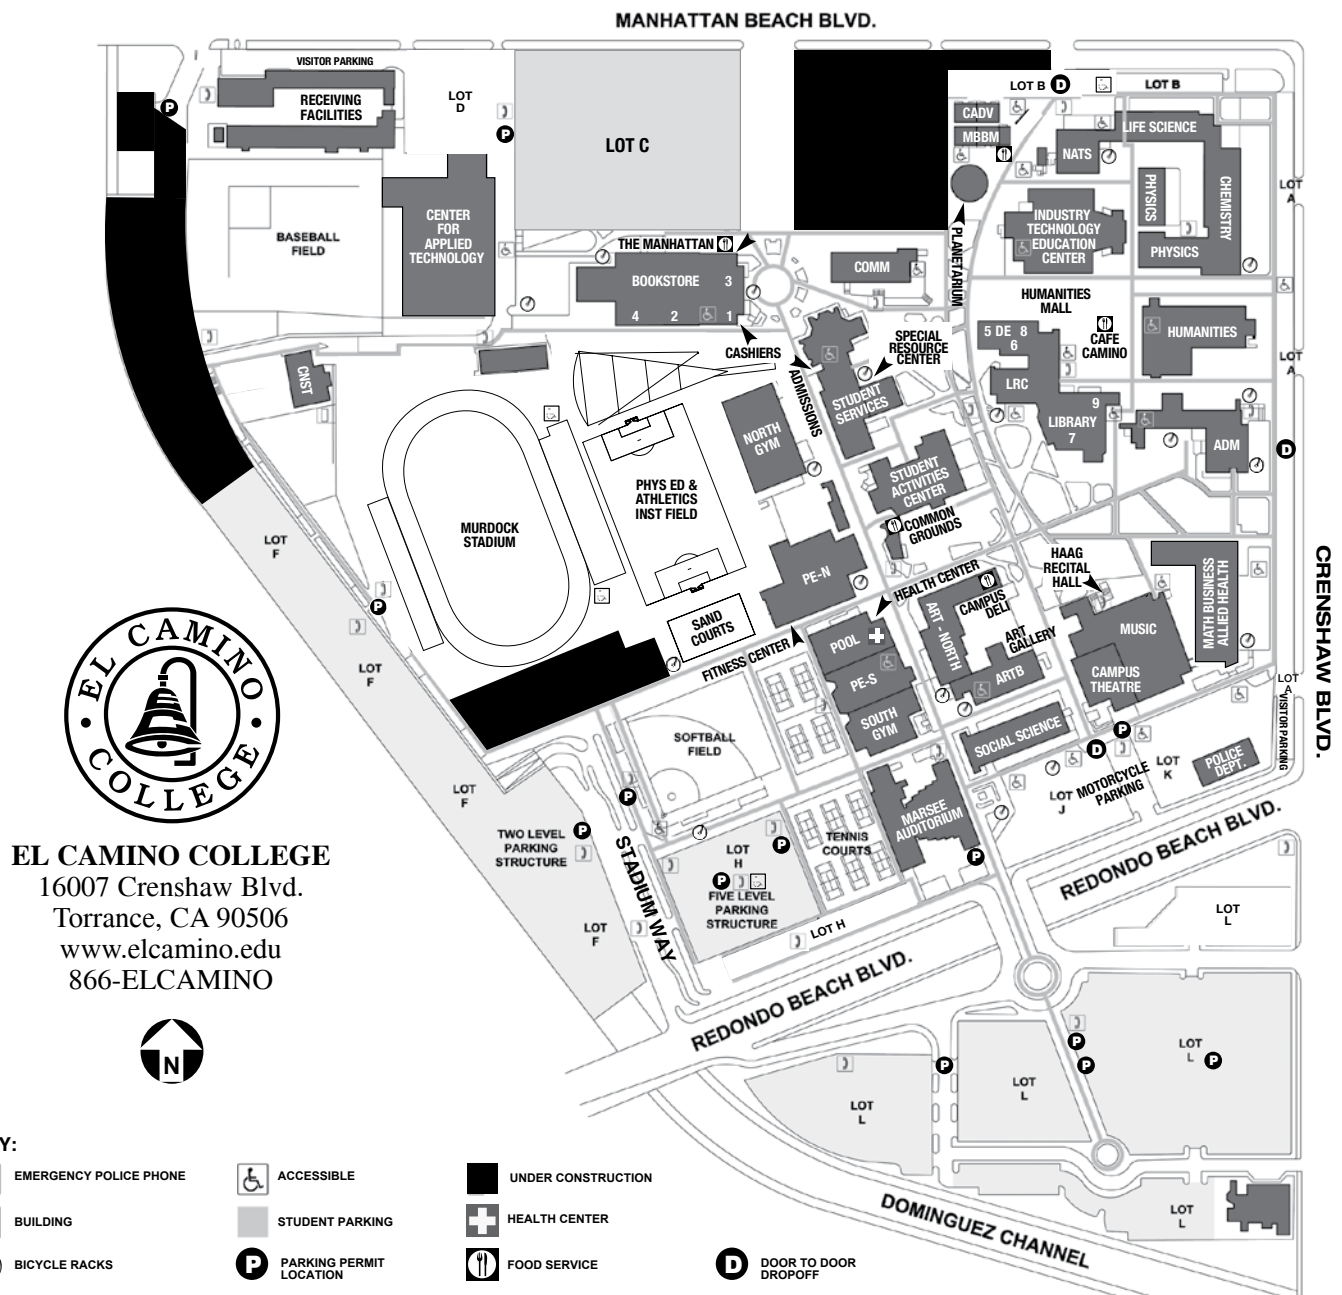 MANHATTAN BEACH BLVD.
VISITOR PARKING
RECEIVING
FACILITIES
LOT
D
P
P
LOT C
LOT B
D
LOT B
CADV
MBBM
NATS
LIFE SCIENCE
PHYSICS
CHEMISTRY
PHYSICS
LOT
A
PLANETARIUM
INDUSTRY
TECHNOLOGY
EDUCATION
CENTER
BASEBALL
FIELD
CENTER
FOR
APPLIED
TECHNOLOGY
THE MANHATTAN
BOOKSTORE
3
4
2
1
COMM
CASHIERS
ADMISSIONS
SPECIAL
RESOURCE
CENTER
STUDENT
SERVICES
HUMANITIES
MALL
5 DE 8
6
CAFE
CAMINO
HUMANITIES
LRC
9
LIBRARY
7
LOT
A
ADM
D
CNST
NORTH
GYM
MURDOCK
STADIUM
PHYS ED &
ATHLETICS
INST FIELD
STUDENT
ACTIVITIES
CENTER
COMMON
GROUNDS
PE-N
HEALTH CENTER
HAAG
RECITAL
HALL
CAMPUS
DELI
ART - NORTH
ART
GALLERY
ARTB
MUSIC
CAMPUS
THEATRE
MATH BUSINESS
ALLIED HEALTH
CRENSHAW BLVD.
LOT
F
P
LOT
F
SAND
COURTS
FITNESS CENTER
POOL
PE-S
SOUTH
GYM
SOCIAL SCIENCE
D
P
LOT
A
VISITOR PARKING
POLICE
DEPT.
LOT
K
MOTORCYCLE
PARKING
LOT
J
SOFTBALL
FIELD
LOT
F
P
TWO LEVEL
PARKING
STRUCTURE
P
STADIUM WAY
LOT
H
P
P
FIVE LEVEL
PARKING
STRUCTURE
TENNIS
COURTS
MARSEE
AUDITORIUM
P
LOT H
LOT
F
REDONDO BEACH BLVD.
REDONDO BEACH BLVD.
LOT
L
LOT
L
P
P
P
P
LOT
L
LOT
L
LOT
L
DOMINGUEZ CHANNEL
EL CAMINO
COLLEGE
EL CAMINO COLLEGE
16007 Crenshaw Blvd.
Torrance, CA 90506
www.elcamino.edu
866-ELCAMINO
N
Y:
EMERGENCY POLICE PHONE
ACCESSIBLE
UNDER CONSTRUCTION
BUILDING
STUDENT PARKING
HEALTH CENTER
BICYCLE RACKS
P
PARKING PERMIT
LOCATION
FOOD SERVICE
D
DOOR TO DOOR
DROPOFF